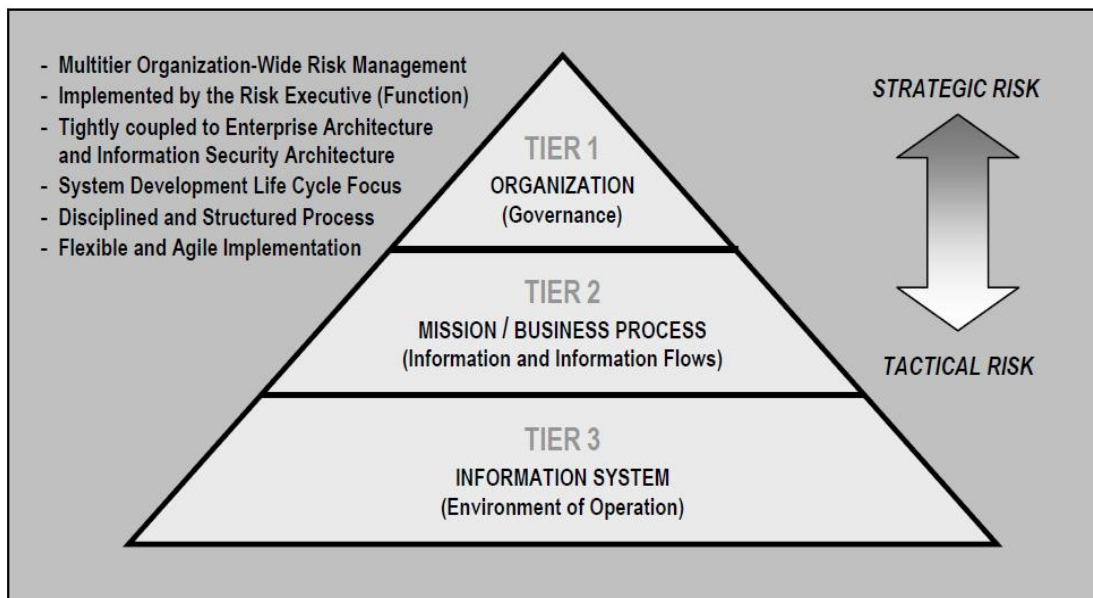 - Multitier Organization-Wide Risk Management
- Implemented by the Risk Executive (Function)
- Tightly coupled to Enterprise Architecture
and Information Security Architecture
- System Development Life Cycle Focus
- Disciplined and Structured Process
- Flexible and Agile Implementation
TIER 1
ORGANIZATION
(Governance)
TIER 2
MISSION / BUSINESS PROCESS
(Information and Information Flows)
TIER 3
INFORMATION SYSTEM
(Environment of Operation)
STRATEGIC RISK
TACTICAL RISK